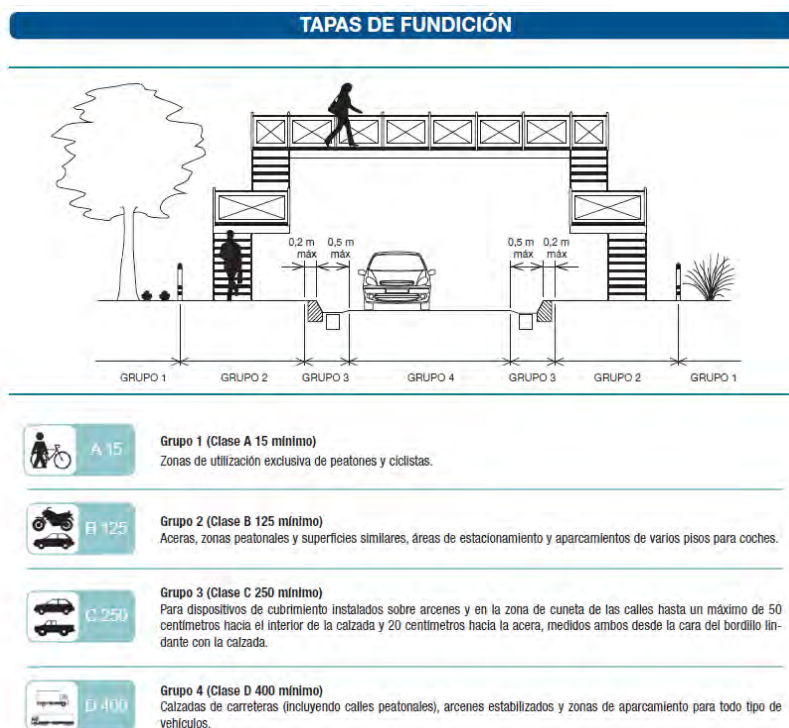 TAPAS DE FUNDICIÓN
0,2 m 0,5 m 0,5 m 0,2 m
máx máx máx máx
GRUPO 1 GRUPO 2 GRUPO 3 GRUPO 4 GRUPO 3 GRUPO 2 GRUPO 1
A 15
Grupo 1 (Clase A 15 mínimo)
Zonas de utilización exclusiva de peatones y ciclistas.
B 125
Grupo 2 (Clase B 125 mínimo)
Aceras, zonas peatonales y superficies similares, áreas de estacionamiento y aparcamientos de varios pisos para coches.
C 250
Grupo 3 (Clase C 250 mínimo)
Para dispositivos de cubrimiento instalados sobre arcenes y en la zona de cuneta de las calles hasta un máximo de 50
centímetros hacia el interior de la calzada y 20 centímetros hacia la acera, medidos ambos desde la cara del bordillo lin-
dante con la calzada.
D 400
Grupo 4 (Clase D 400 mínimo)
Calzadas de carreteras (incluyendo calles peatonales), arcenes estabilizados y zonas de aparcamiento para todo tipo de
vehículos.